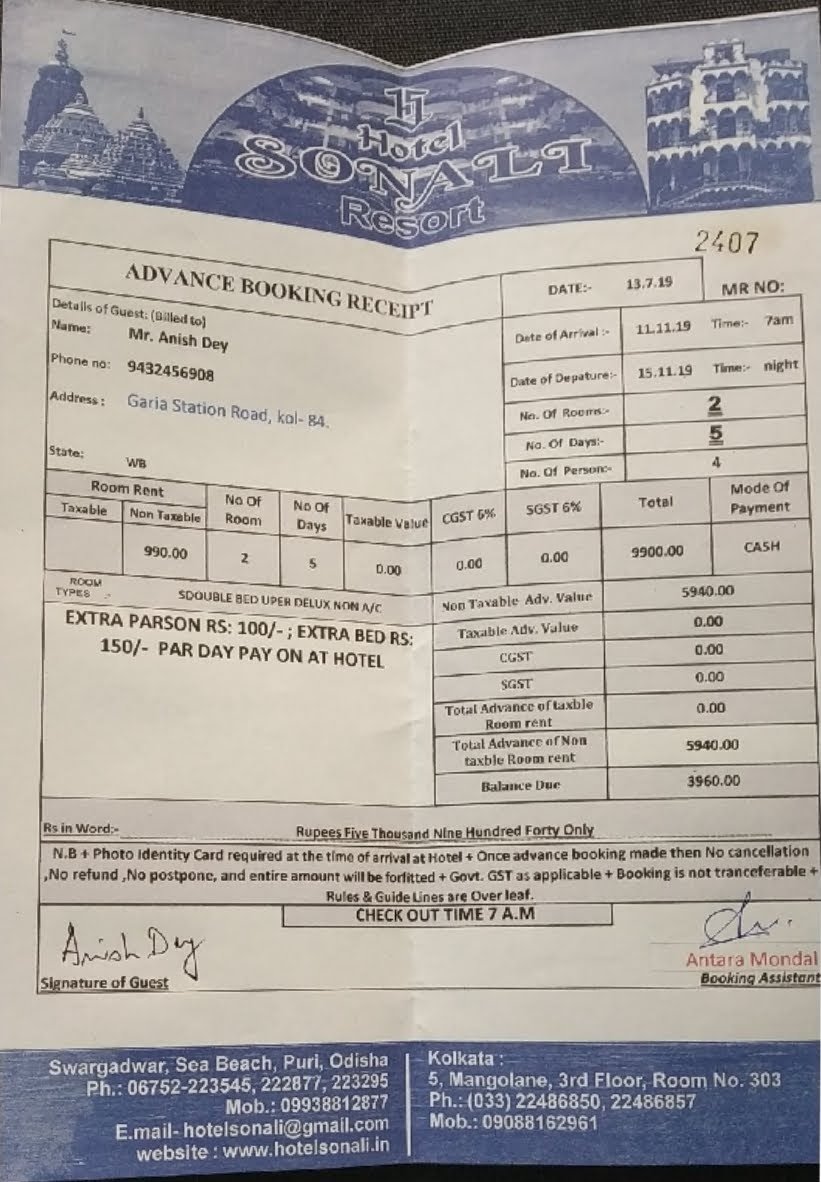 Hotel
SONALI
Resort
2407
ADVANCE BOOKING RECEIPT
DATE:- 13.7.19 MR NO:
Details of Guest: (Billed to)
Name: Mr. Anish Dey
Phone no: 9432456908
Address: Garia Station Road, kol- 84.
State: WB
Date of Arrival :- 11.11.19 Time:- 7am
Date of Depature:- 15.11.19 Time:- night
No. Of Rooms:- 2
No. Of Days:- 5
No. Of Person:- 4
Room Rent No Of Room No Of Days Taxable Value CGST 6% SGST 6% Total Mode Of Payment
Taxable Non Taxable
990.00 2 5 0.00 0.00 0.00 9900.00 CASH
ROOM TYPES :- SDOUBLE BED UPER DELUX NON A/C
EXTRA PARSON RS: 100/- ; EXTRA BED RS:
150/- PAR DAY PAY ON AT HOTEL
Non Taxable Adv. Value 5940.00
Taxable Adv. Value 0.00
CGST 0.00
SGST 0.00
Total Advance of taxble Room rent 0.00
Total Advance of Non taxble Room rent 5940.00
Balance Due 3960.00
Rs in Word:- Rupees Five Thousand Nine Hundred Forty Only
N.B + Photo Identity Card required at the time of arrival at Hotel + Once advance booking made then No cancellation
,No refund ,No postpone, and entire amount will be forfitted + Govt. GST as applicable + Booking is not tranceferable +
Rules & Guide Lines are Over leaf.
CHECK OUT TIME 7 A.M
Anish Dey
Signature of Guest
Antara Mondal
Booking Assistant
Swargadwar, Sea Beach, Puri, Odisha
Ph.: 06752-223545, 222877, 223295
Mob.: 09938812877
E.mail- hotelsonali@gmail.com
website : www.hotelsonali.in
Kolkata :
5, Mangolane, 3rd Floor, Room No. 303
Ph.: (033) 22486850, 22486857
Mob.: 09088162961